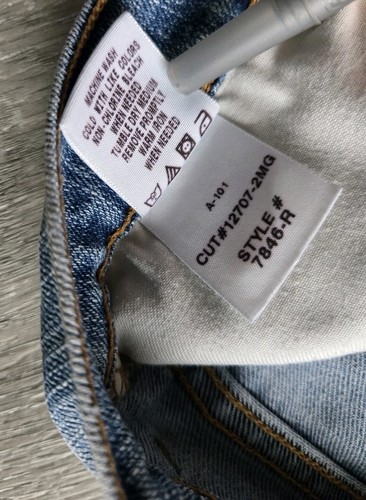 MACHINE WASH
COLD WITH LIKE COLORS
NON-CHLORINE BLEACH
WHEN NEEDED
TUMBLE DRY MEDIUM
REMOVE PROMPTLY
WARM IRON
WHEN NEEDED
A-101
CUT#12707-2MG
STYLE #
7846-R